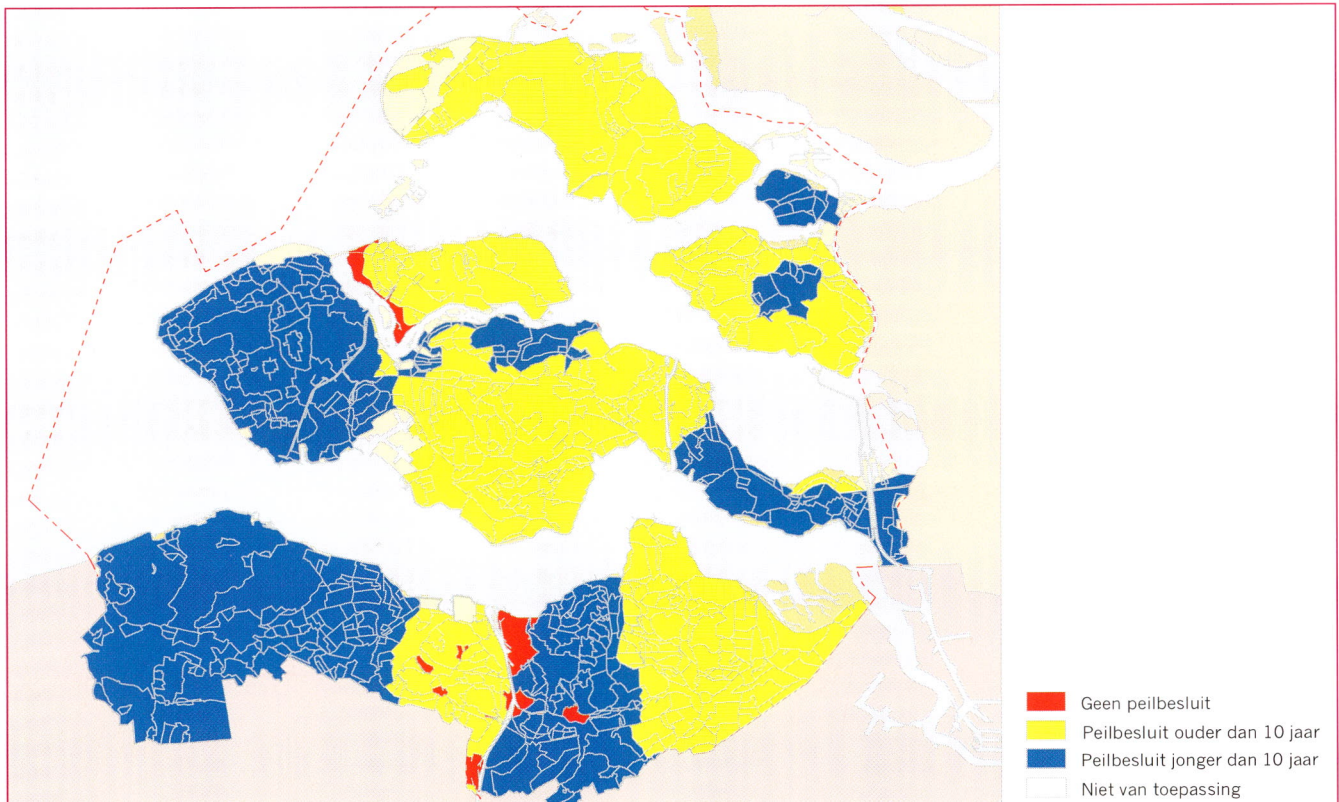 Geen peilbesluit
Peilbesluit ouder dan 10 jaar
Peilbesluit jonger dan 10 jaar
Niet van toepassing